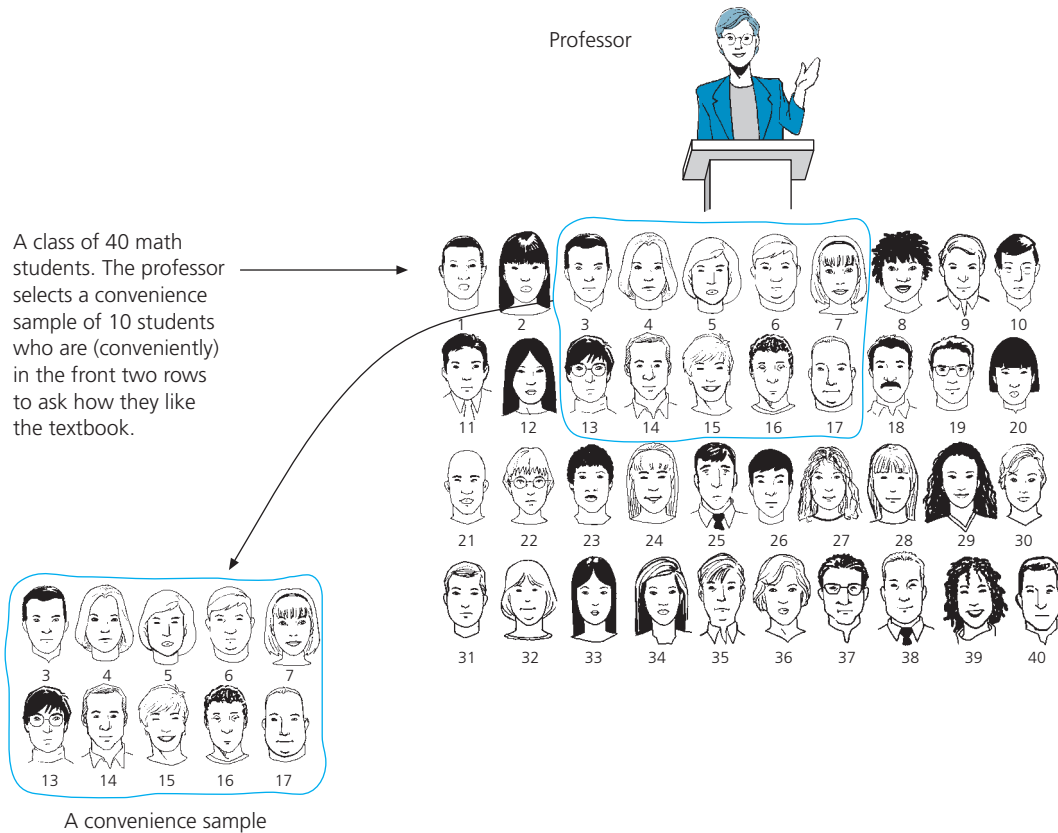 Professor
A class of 40 math
students. The professor
selects a convenience
sample of 10 students
who are (conveniently)
in the front two rows
to ask how they like
the textbook.
1 2 3 4 5 6 7 8 9 10
11 12 13 14 15 16 17 18 19 20
21 22 23 24 25 26 27 28 29 30
31 32 33 34 35 36 37 38 39 40
3 4 5 6 7
13 14 15 16 17
A convenience sample